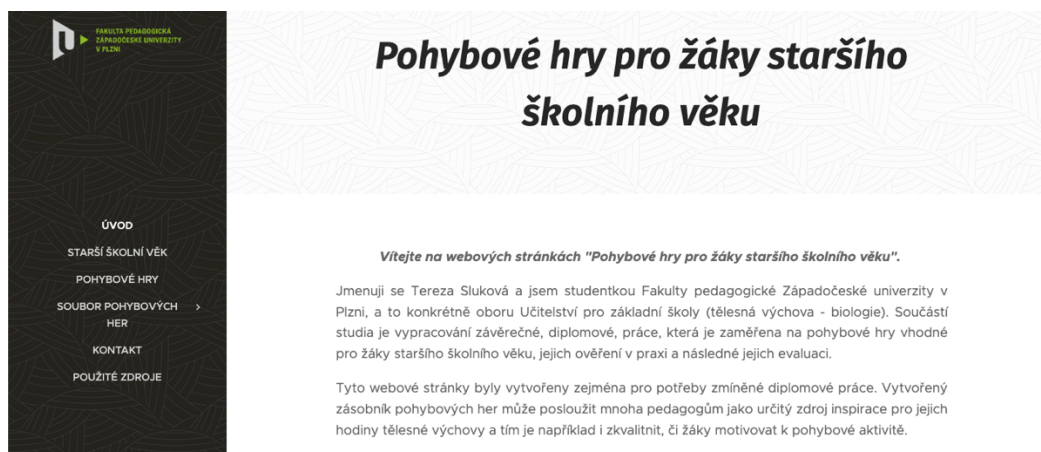 FAKULTA PEDAGOGICKÁ
ZÁPADOČESKÉ UNIVERZITY
V PLZNI
ÚVOD
STARŠÍ ŠKOLNÍ VĚK
POHYBOVÉ HRY
SOUBOR POHYBOVÝCH
HER
KONTAKT
POUŽITÉ ZDROJE
Pohybové hry pro žáky staršího
školního věku
Vítejte na webových stránkách "Pohybové hry pro žáky staršího školního věku".
Jmenuji se Tereza Sluková a jsem studentkou Fakulty pedagogické Západočeské univerzity v
Plzni, a to konkrétně oboru Učitelství pro základní školy (tělesná výchova - biologie). Součástí
studia je vypracování závěrečné, diplomové, práce, která je zaměřena na pohybové hry vhodné
pro žáky staršího školního věku, jejich ověření v praxi a následné jejich evaluaci.
Tyto webové stránky byly vytvořeny zejména pro potřeby zmíněné diplomové práce. Vytvořený
zásobník pohybových her může posloužit mnoha pedagogům jako určitý zdroj inspirace pro jejich
hodiny tělesné výchovy a tím je například i zkvalitnit, či žáky motivovat k pohybové aktivitě.